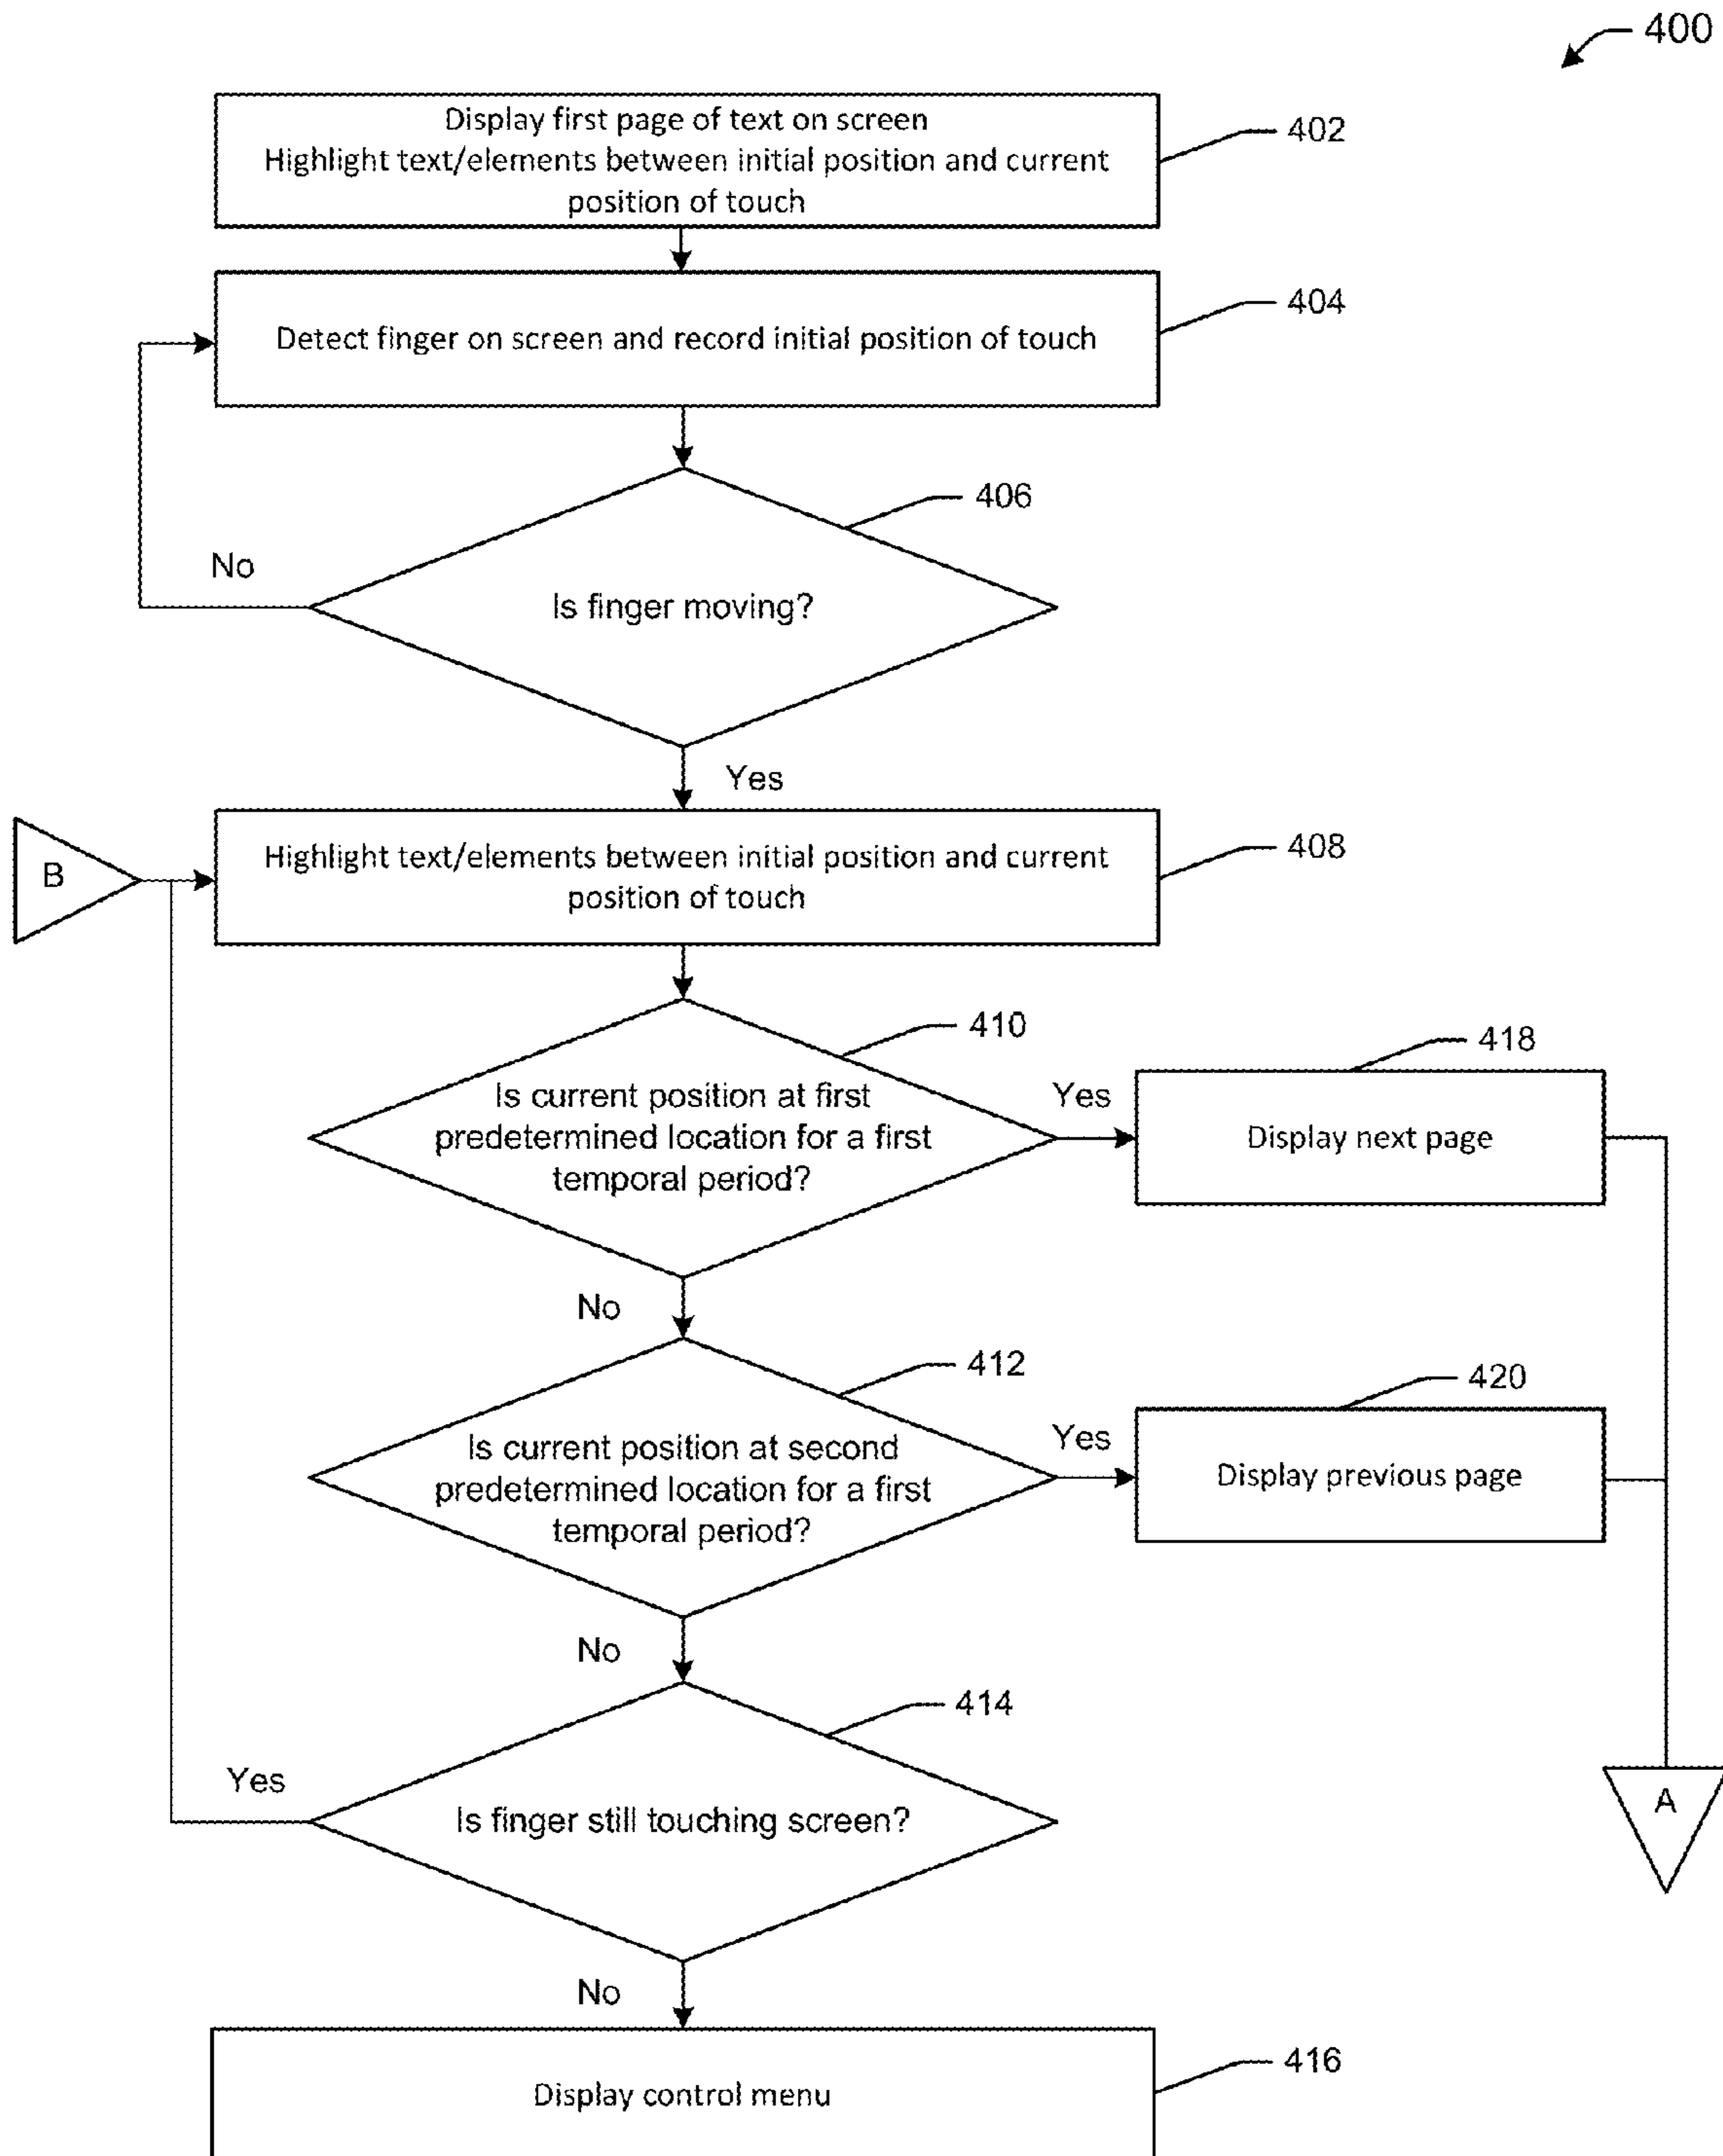 400
Display first page of text on screen
Highlight text/elements between initial position and current
position of touch
402
Detect finger on screen and record initial position of touch
404
406
Is finger moving?
No
Yes
B
Highlight text/elements between initial position and current
position of touch
408
410
Is current position at first
predetermined location for a first
temporal period?
Yes
418
Display next page
No
412
Is current position at second
predetermined location for a first
temporal period?
Yes
420
Display previous page
No
414
Is finger still touching screen?
Yes
A
No
Display control menu
416